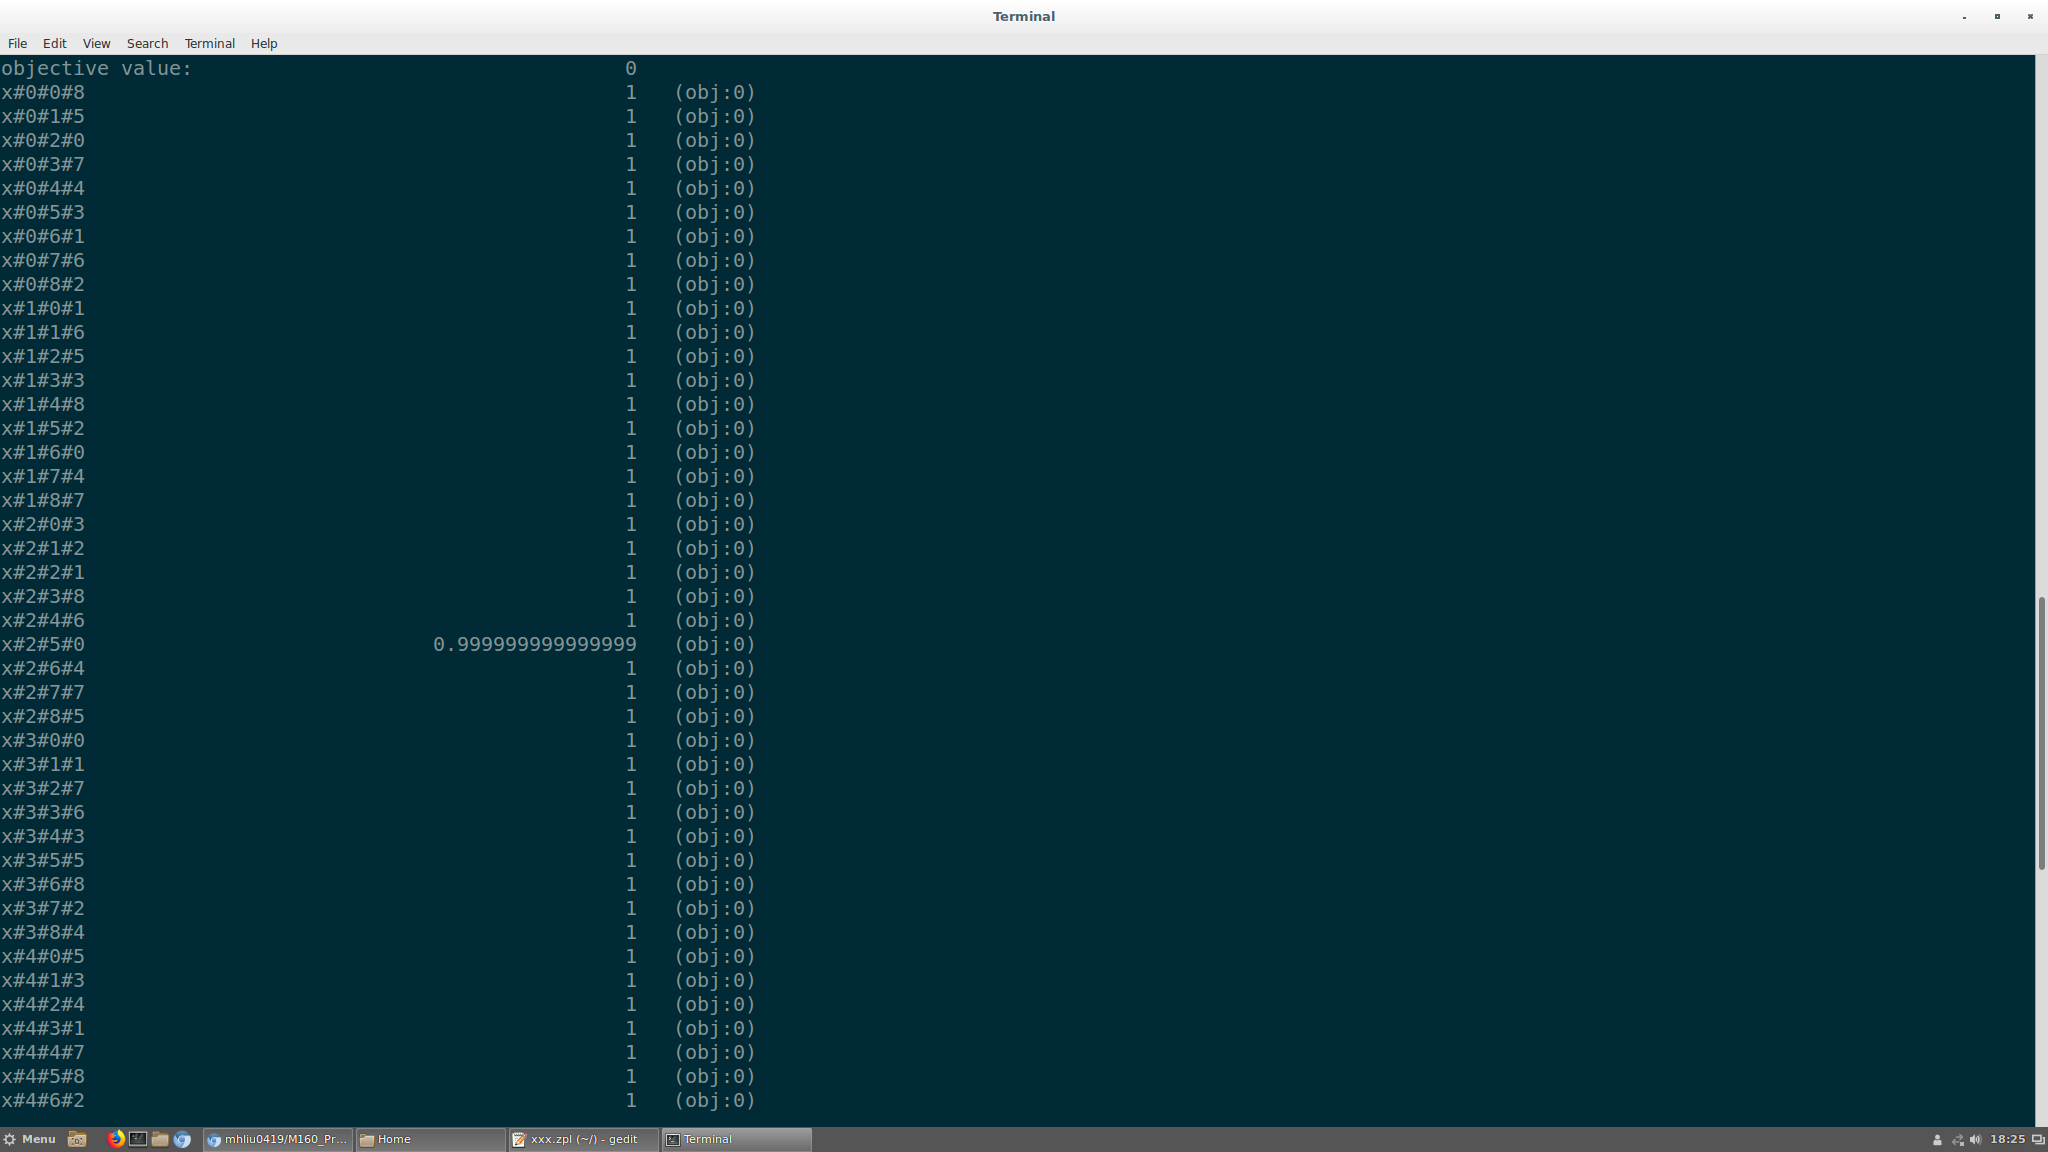 Terminal
File Edit View Search Terminal Help
objective value: 0
x#0#0#8 1 (obj:0)
x#0#1#5 1 (obj:0)
x#0#2#0 1 (obj:0)
x#0#3#7 1 (obj:0)
x#0#4#4 1 (obj:0)
x#0#5#3 1 (obj:0)
x#0#6#1 1 (obj:0)
x#0#7#6 1 (obj:0)
x#0#8#2 1 (obj:0)
x#1#0#1 1 (obj:0)
x#1#1#6 1 (obj:0)
x#1#2#5 1 (obj:0)
x#1#3#3 1 (obj:0)
x#1#4#8 1 (obj:0)
x#1#5#2 1 (obj:0)
x#1#6#0 1 (obj:0)
x#1#7#4 1 (obj:0)
x#1#8#7 1 (obj:0)
x#2#0#3 1 (obj:0)
x#2#1#2 1 (obj:0)
x#2#2#1 1 (obj:0)
x#2#3#8 1 (obj:0)
x#2#4#6 1 (obj:0)
x#2#5#0 0.999999999999999 (obj:0)
x#2#6#4 1 (obj:0)
x#2#7#7 1 (obj:0)
x#2#8#5 1 (obj:0)
x#3#0#0 1 (obj:0)
x#3#1#1 1 (obj:0)
x#3#2#7 1 (obj:0)
x#3#3#6 1 (obj:0)
x#3#4#3 1 (obj:0)
x#3#5#5 1 (obj:0)
x#3#6#8 1 (obj:0)
x#3#7#2 1 (obj:0)
x#3#8#4 1 (obj:0)
x#4#0#5 1 (obj:0)
x#4#1#3 1 (obj:0)
x#4#2#4 1 (obj:0)
x#4#3#1 1 (obj:0)
x#4#4#7 1 (obj:0)
x#4#5#8 1 (obj:0)
x#4#6#2 1 (obj:0)
Menu mhliu0419/M160_Pr... Home xxx.zpl (~/) - gedit Terminal 18:25